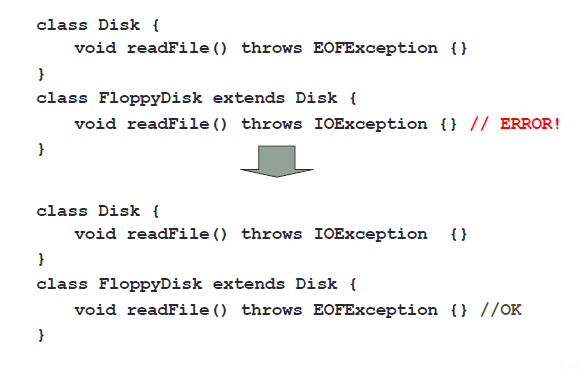 class Disk {
void readFile() throws EOFException {}
}
class FloppyDisk extends Disk {
void readFile() throws IOException {} // ERROR!
}
class Disk {
void readFile() throws IOException {}
}
class FloppyDisk extends Disk {
void readFile() throws EOFException {} //OK
}